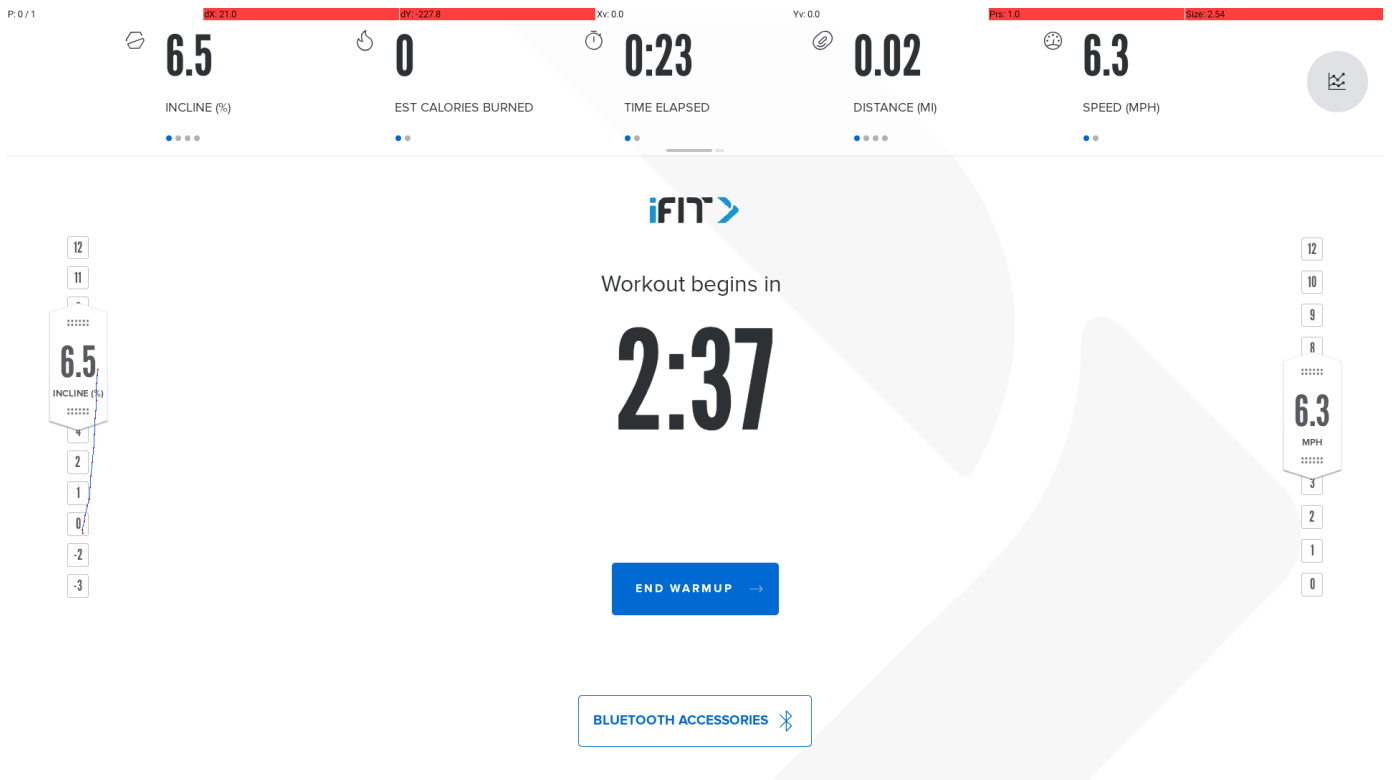 P: 0 / 1 dX: 21.0 dY: -227.8 Xv: 0.0 Yv: 0.0 Prs: 1.0 Size: 2.54
6.5 0 0:23 0.02 6.3
INCLINE (%) EST CALORIES BURNED TIME ELAPSED DISTANCE (MI) SPEED (MPH)
iFIT
12
11
6.5
INCLINE (%)
4
2
1
0
-2
-3
Workout begins in
2:37
END WARMUP
BLUETOOTH ACCESSORIES
12
10
9
8
6.3
MPH
3
2
1
0